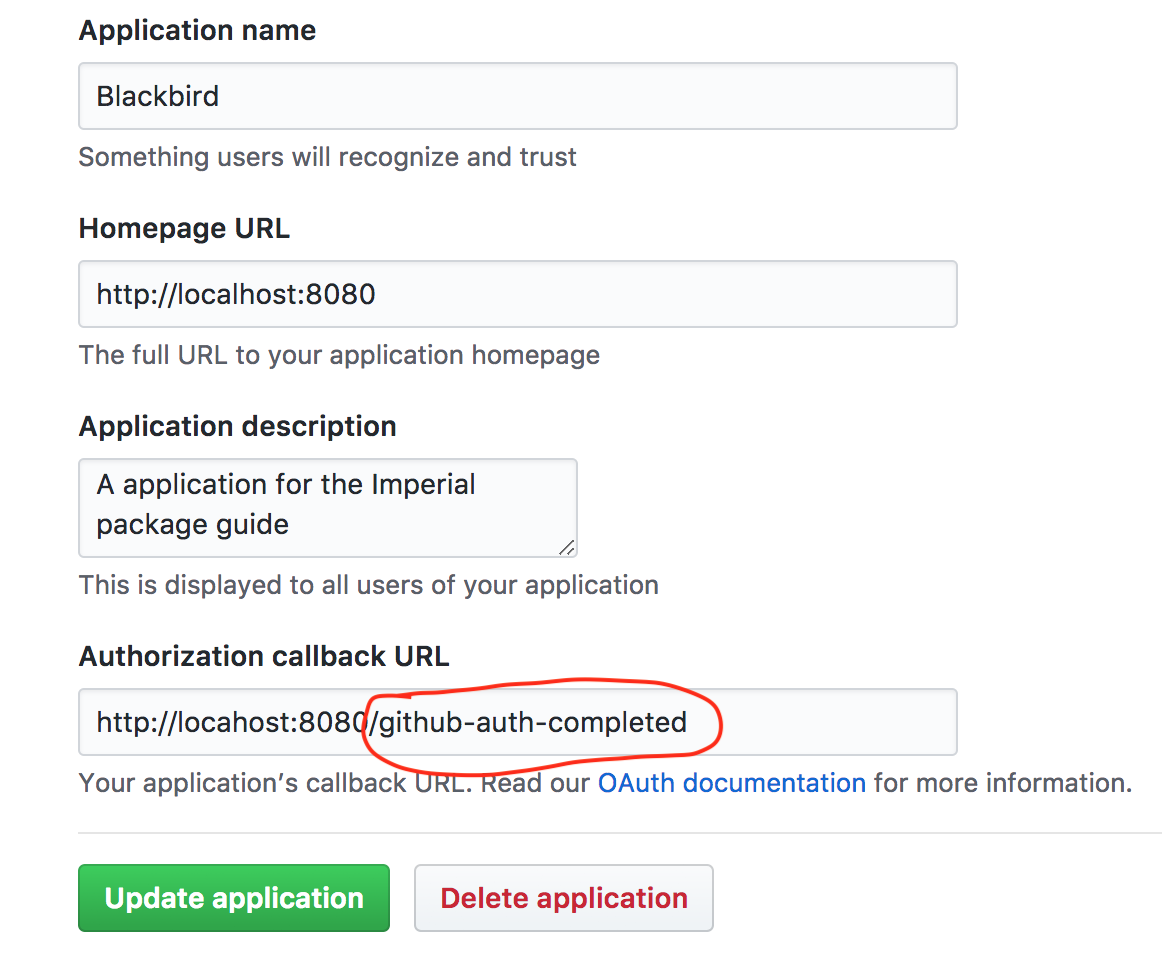 Application name
Blackbird
Something users will recognize and trust
Homepage URL
http://localhost:8080
The full URL to your application homepage
Application description
A application for the Imperial
package guide
This is displayed to all users of your application
Authorization callback URL
http://locahost:8080/github-auth-completed
Your application’s callback URL. Read our OAuth documentation for more information.
Update application
Delete application